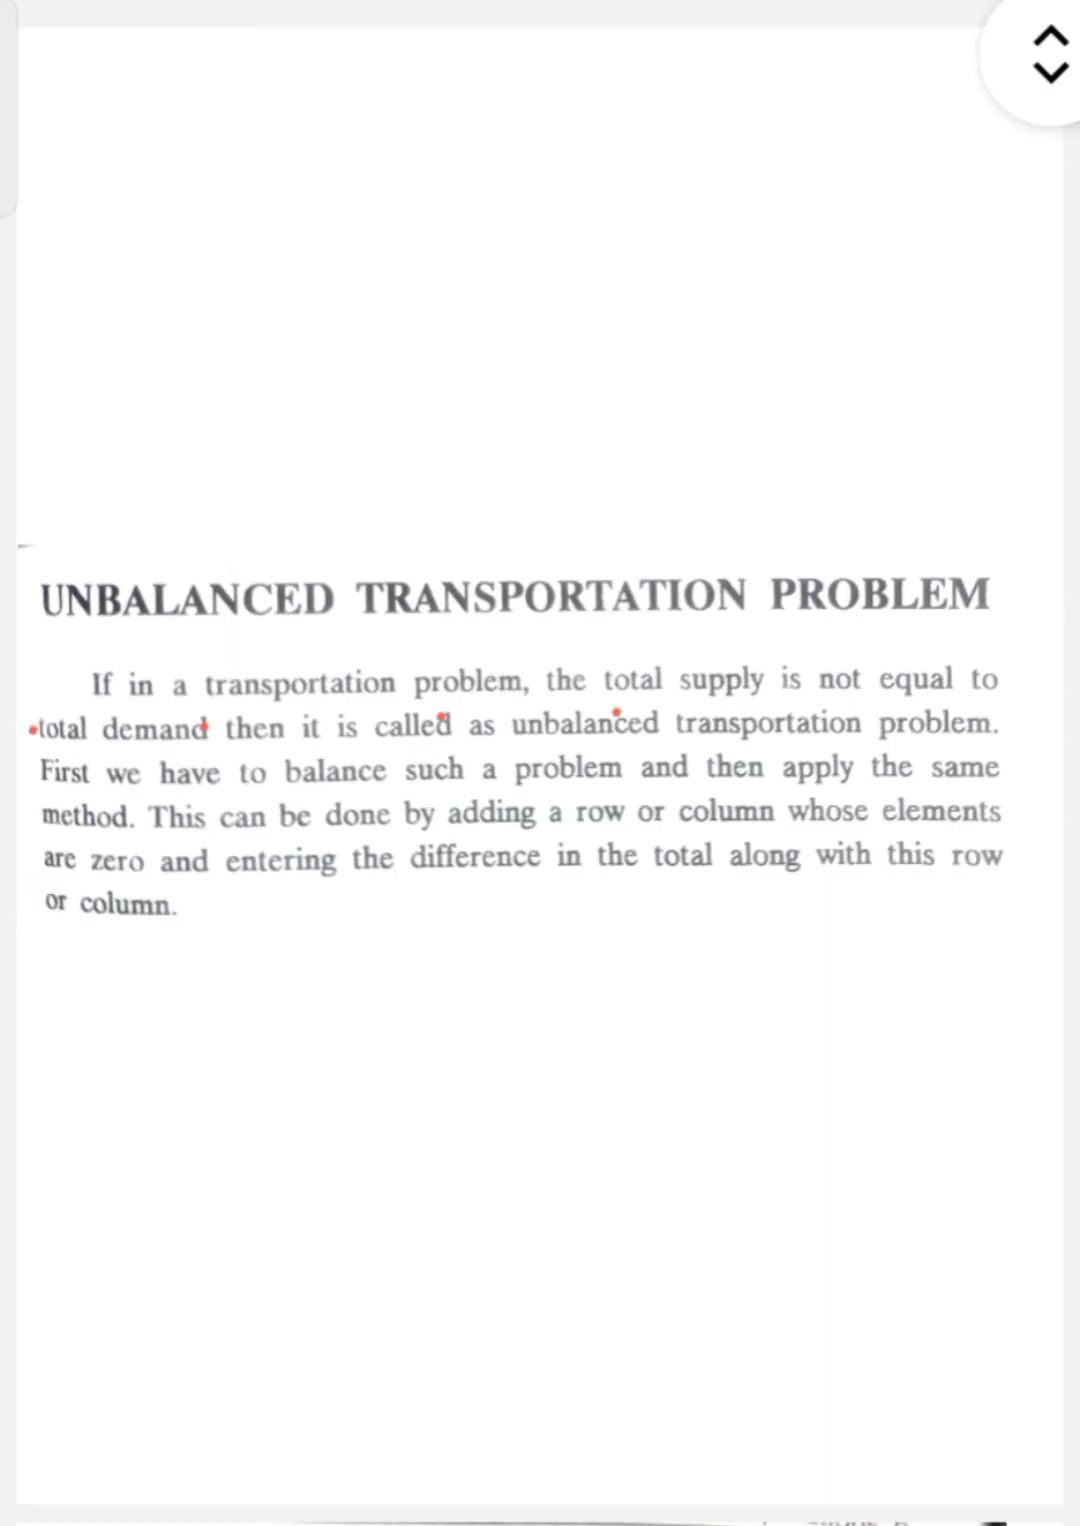 UNBALANCED TRANSPORTATION PROBLEM
If in a transportation problem, the total supply is not equal to
total demand then it is called as unbalanced transportation problem.
First we have to balance such a problem and then apply the same
method. This can be done by adding a row or column whose elements
are zero and entering the difference in the total along with this row
or column.